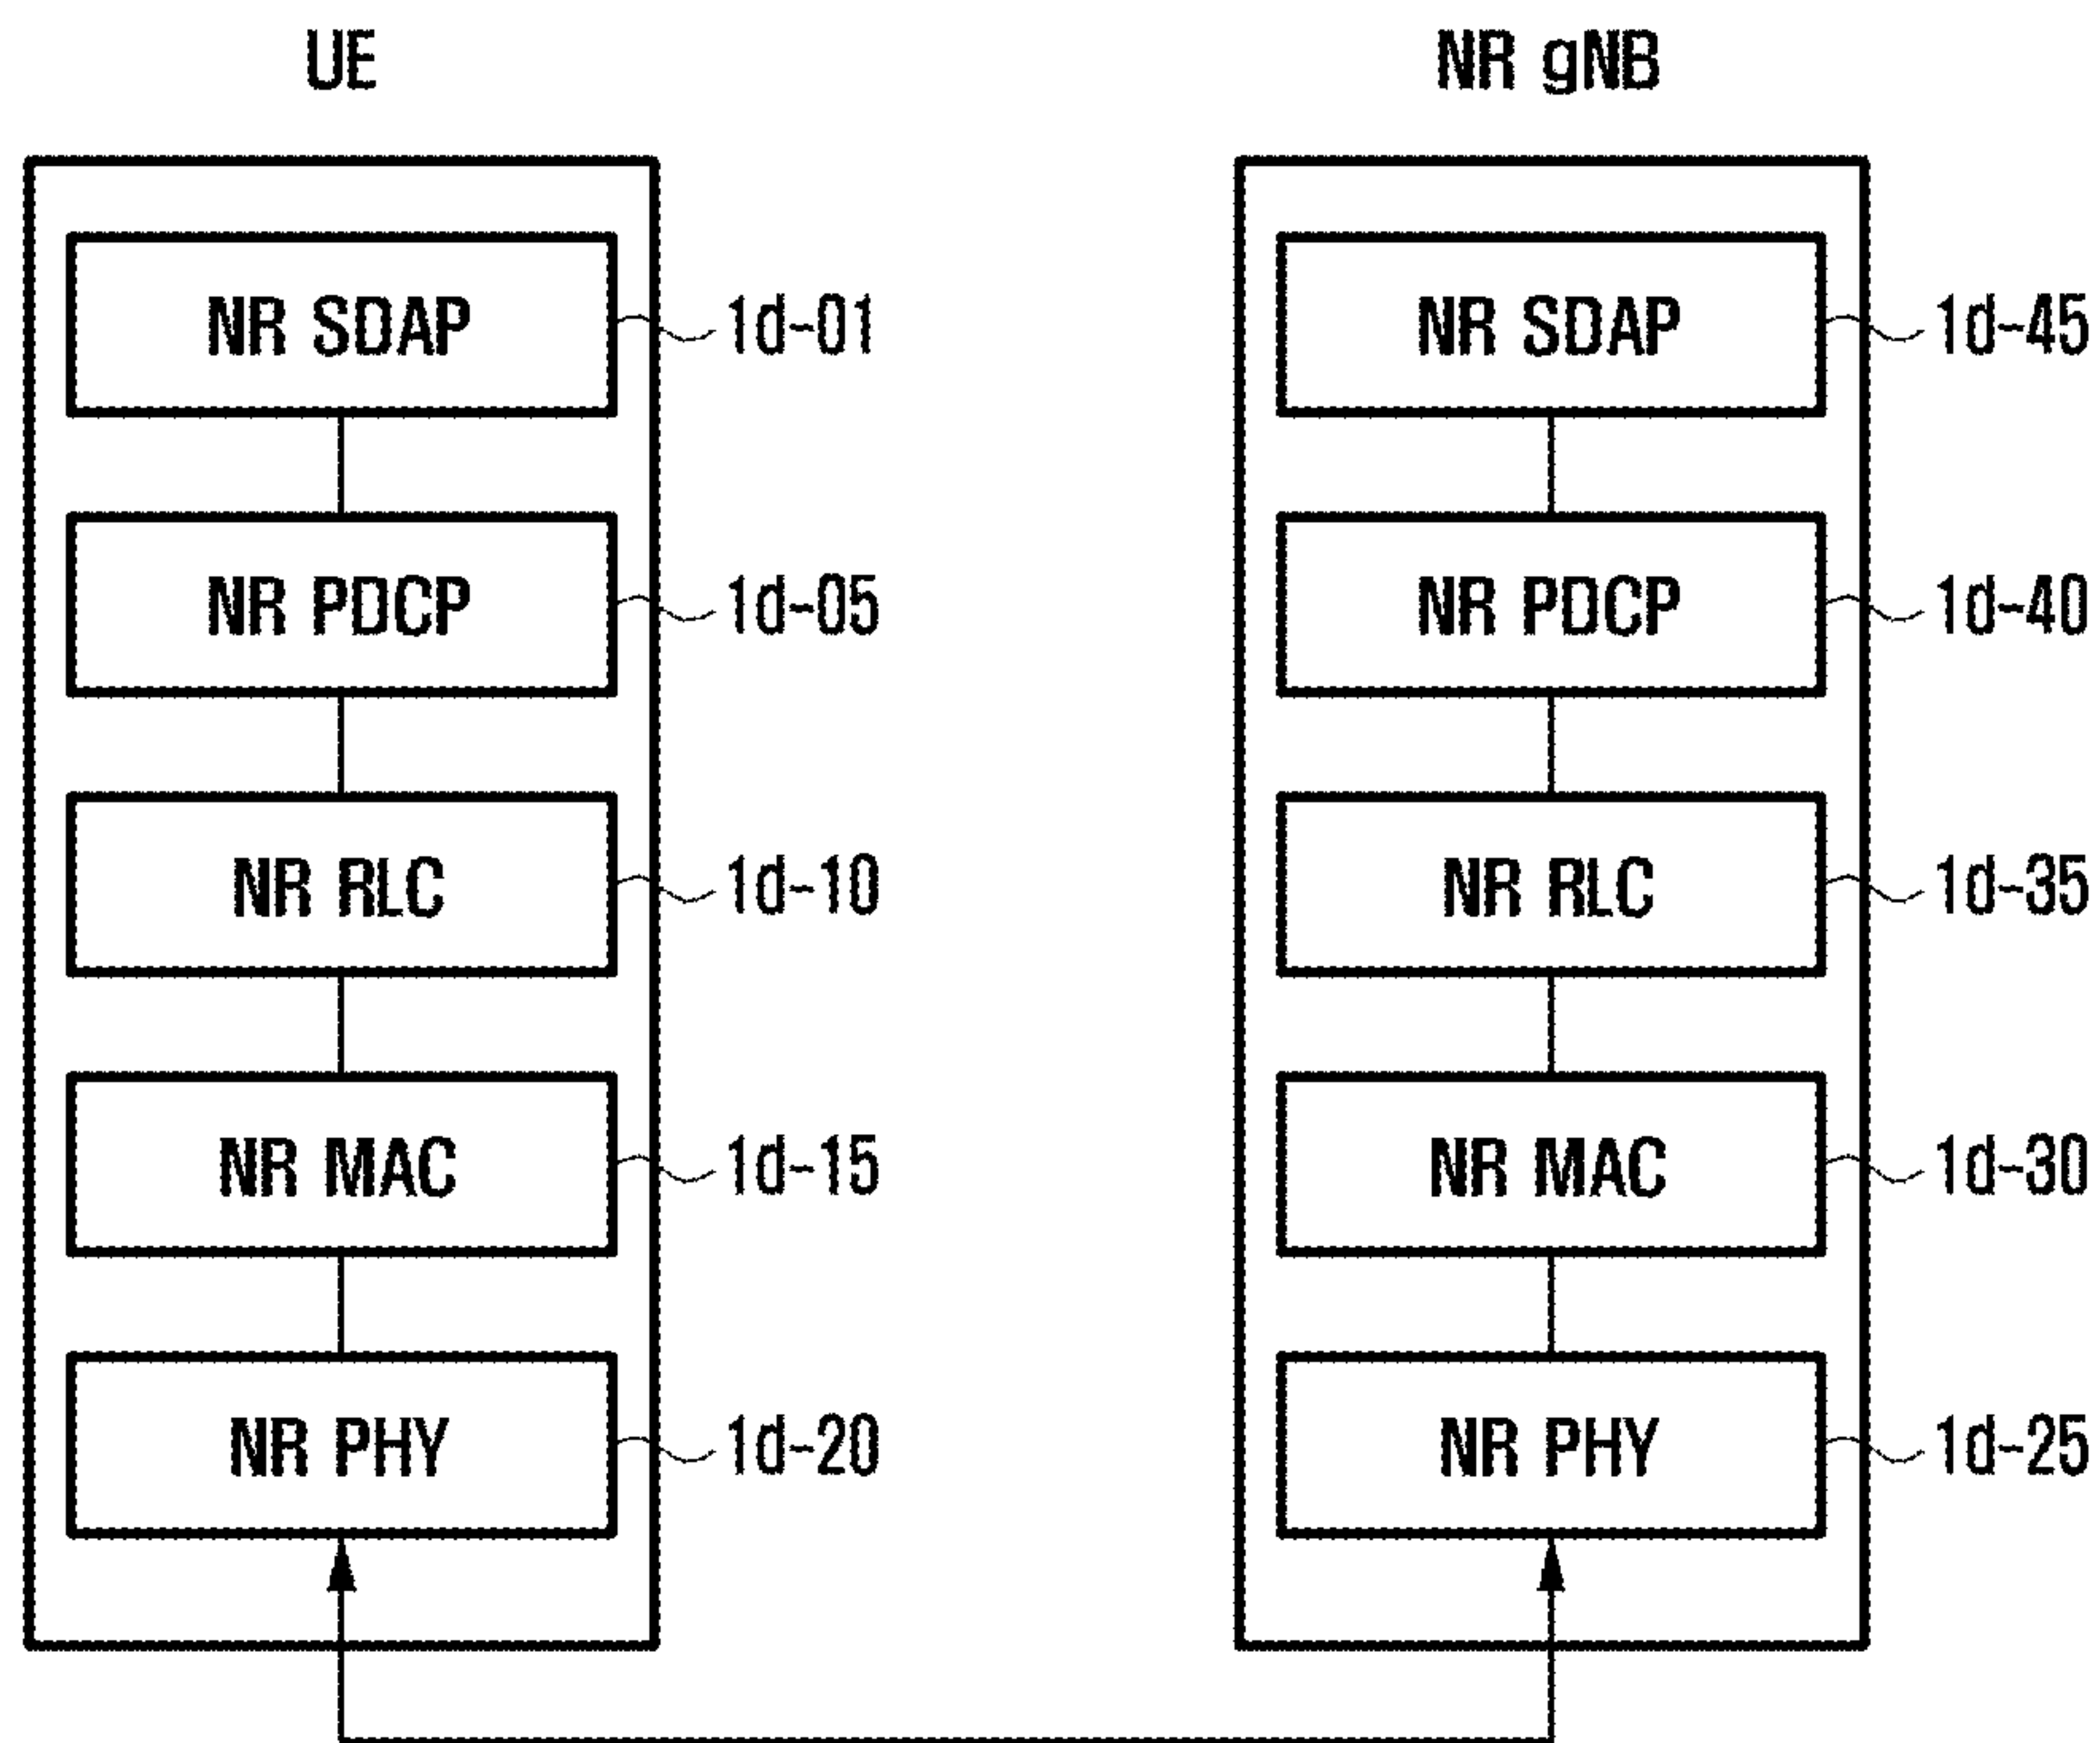 UE
NR gNB
NR SDAP
1d-01
NR SDAP
1d-45
NR PDCP
1d-05
NR PDCP
1d-40
NR RLC
1d-10
NR RLC
1d-35
NR MAC
1d-15
NR MAC
1d-30
NR PHY
1d-20
NR PHY
1d-25